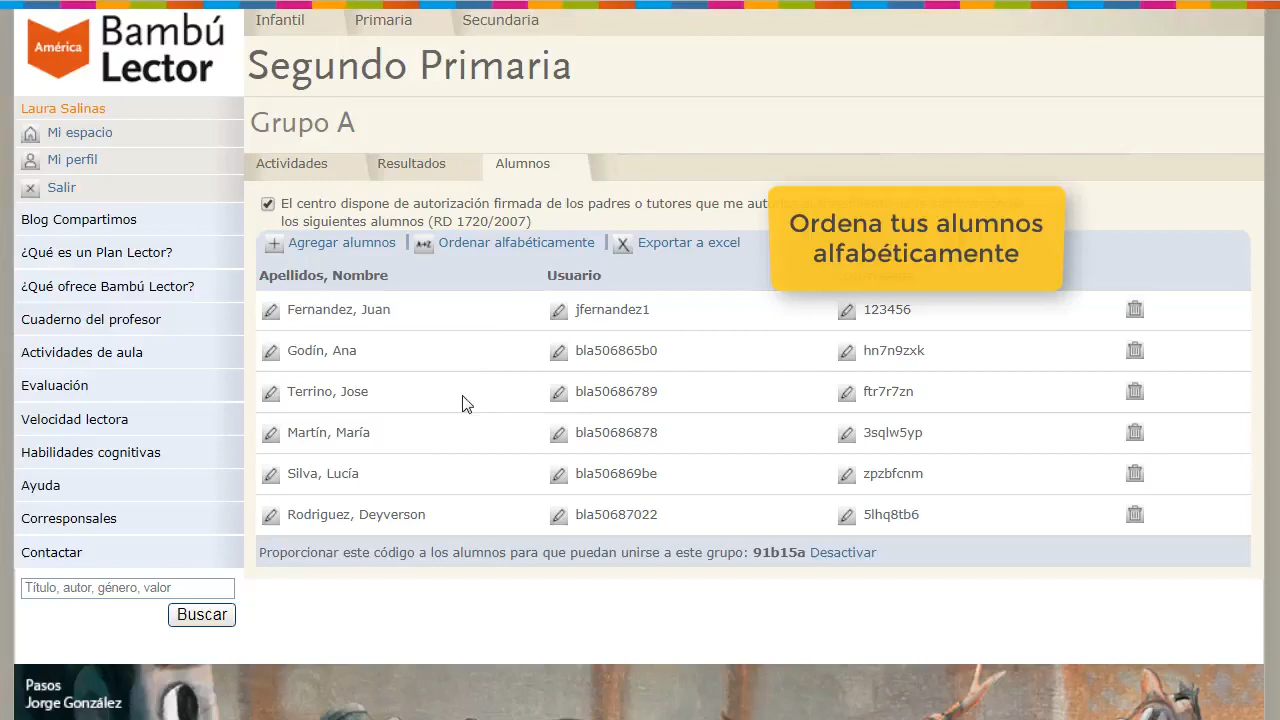 América
Bambú
Lector
Infantil
Primaria
Secundaria
Segundo Primaria
Laura Salinas
Mi espacio
Mi perfil
Salir
Blog Compartimos
¿Qué es un Plan Lector?
¿Qué ofrece Bambú Lector?
Cuaderno del profesor
Actividades de aula
Evaluación
Velocidad lectora
Habilidades cognitivas
Ayuda
Corresponsales
Contactar
Título, autor, género, valor
Buscar
Grupo A
Actividades
Resultados
Alumnos
El centro dispone de autorización firmada de los padres o tutores que me
los siguientes alumnos (RD 1720/2007)
Ordena tus alumnos
alfabéticamente
Agregar alumnos
Ordenar alfabéticamente
Exportar a excel
Apellidos, Nombre
Usuario
Fernandez, Juan
jfernandez1
123456
Godín, Ana
bla506865b0
hn7n9zxk
Terrino, Jose
bla50686789
ftr7r7zn
Martín, María
bla50686878
3sqlw5yp
Silva, Lucía
bla506869be
zpzbfcnm
Rodriguez, Deyverson
bla50687022
5lhq8tb6
Proporcionar este código a los alumnos para que puedan unirse a este grupo: 91b15a Desactivar
Pasos
Jorge González